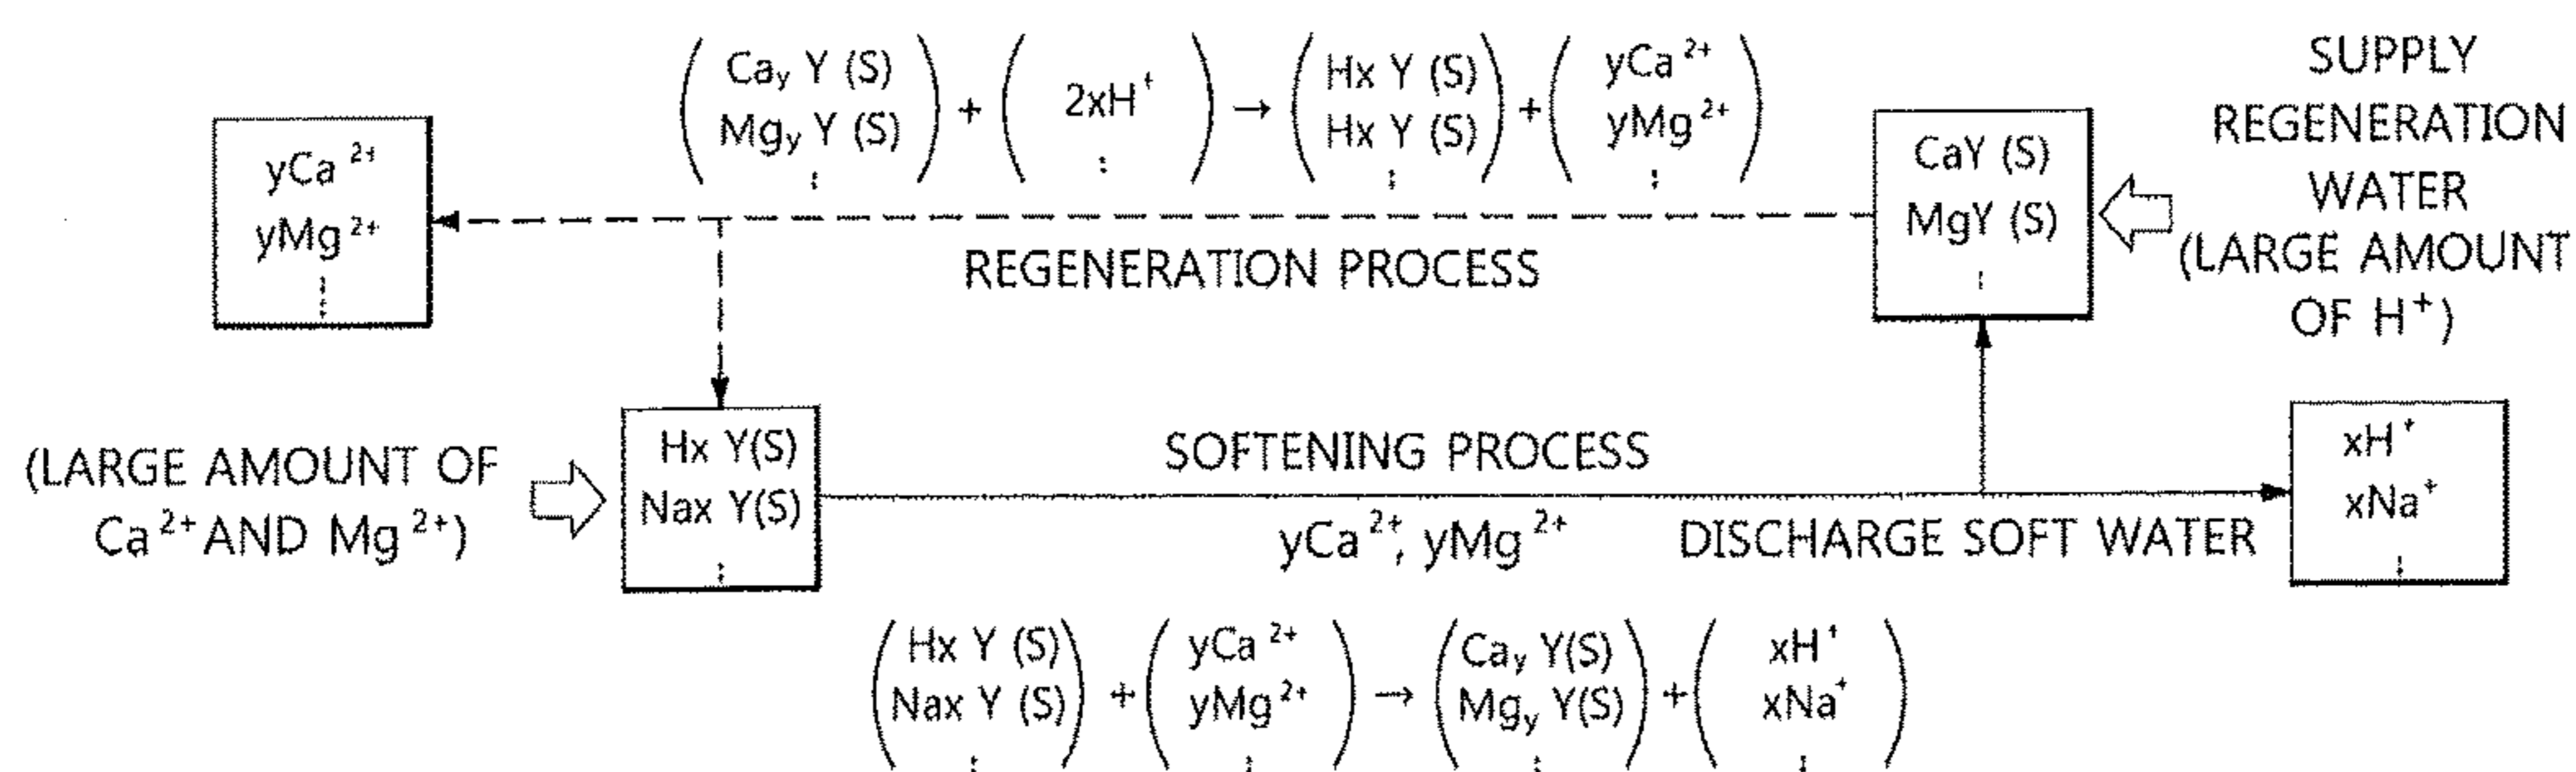 ( Ca_y Y (S) ) + ( 2xH⁺ ) → ( Hx Y (S) ) + ( yCa²⁺ )
( Mg_y Y (S) ) ( ⋮ ) ( Hx Y (S) ) ( yMg²⁺ )
⋮ ⋮ ⋮
SUPPLY
REGENERATION
WATER
(LARGE AMOUNT
OF H⁺)
yCa²⁺
yMg²⁺
⋮
REGENERATION PROCESS
CaY (S)
MgY (S)
⋮
(LARGE AMOUNT OF
Ca²⁺AND Mg²⁺)
Hx Y(S)
Nax Y(S)
⋮
SOFTENING PROCESS
yCa²⁺, yMg²⁺
DISCHARGE SOFT WATER
xH⁺
xNa⁺
⋮
( Hx Y (S) ) + ( yCa²⁺ ) → ( Ca_y Y(S) ) + ( xH⁺ )
( Nax Y (S) ) ( yMg²⁺ ) ( Mg_y Y(S) ) ( xNa⁺ )
⋮ ⋮ ⋮ ⋮